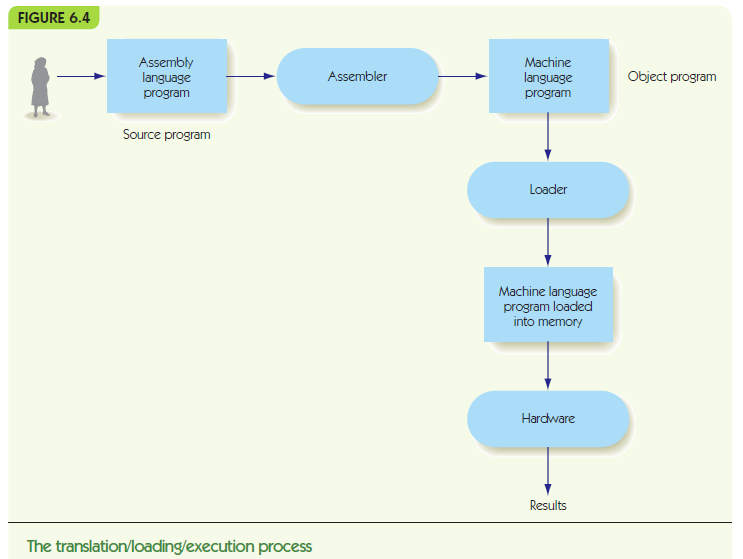 FIGURE 6.4
Assembly
language
program
Source program
Assembler
Machine
language
program
Object program
Loader
Machine language
program loaded
into memory
Hardware
Results
The translation/loading/execution process